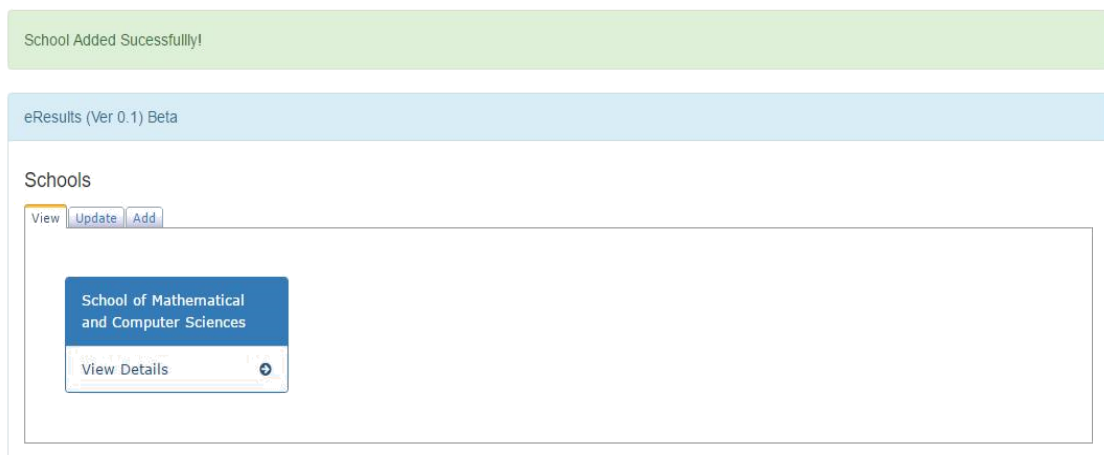 School Added Sucessfullly!
eResults (Ver 0.1) Beta
Schools
View Update Add
School of Mathematical
and Computer Sciences
View Details